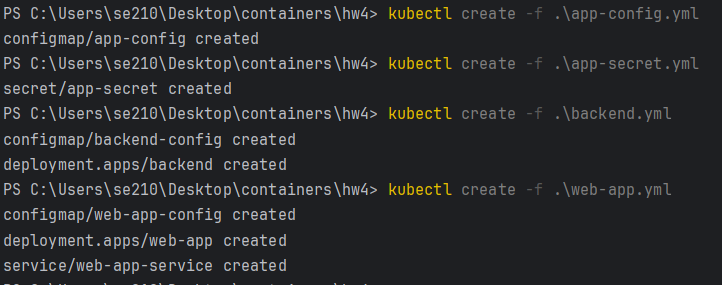 PS C:\Users\se210\Desktop\containers\hw4> kubectl create -f .\app-config.yml
configmap/app-config created
PS C:\Users\se210\Desktop\containers\hw4> kubectl create -f .\app-secret.yml
secret/app-secret created
PS C:\Users\se210\Desktop\containers\hw4> kubectl create -f .\backend.yml
configmap/backend-config created
deployment.apps/backend created
PS C:\Users\se210\Desktop\containers\hw4> kubectl create -f .\web-app.yml
configmap/web-app-config created
deployment.apps/web-app created
service/web-app-service created